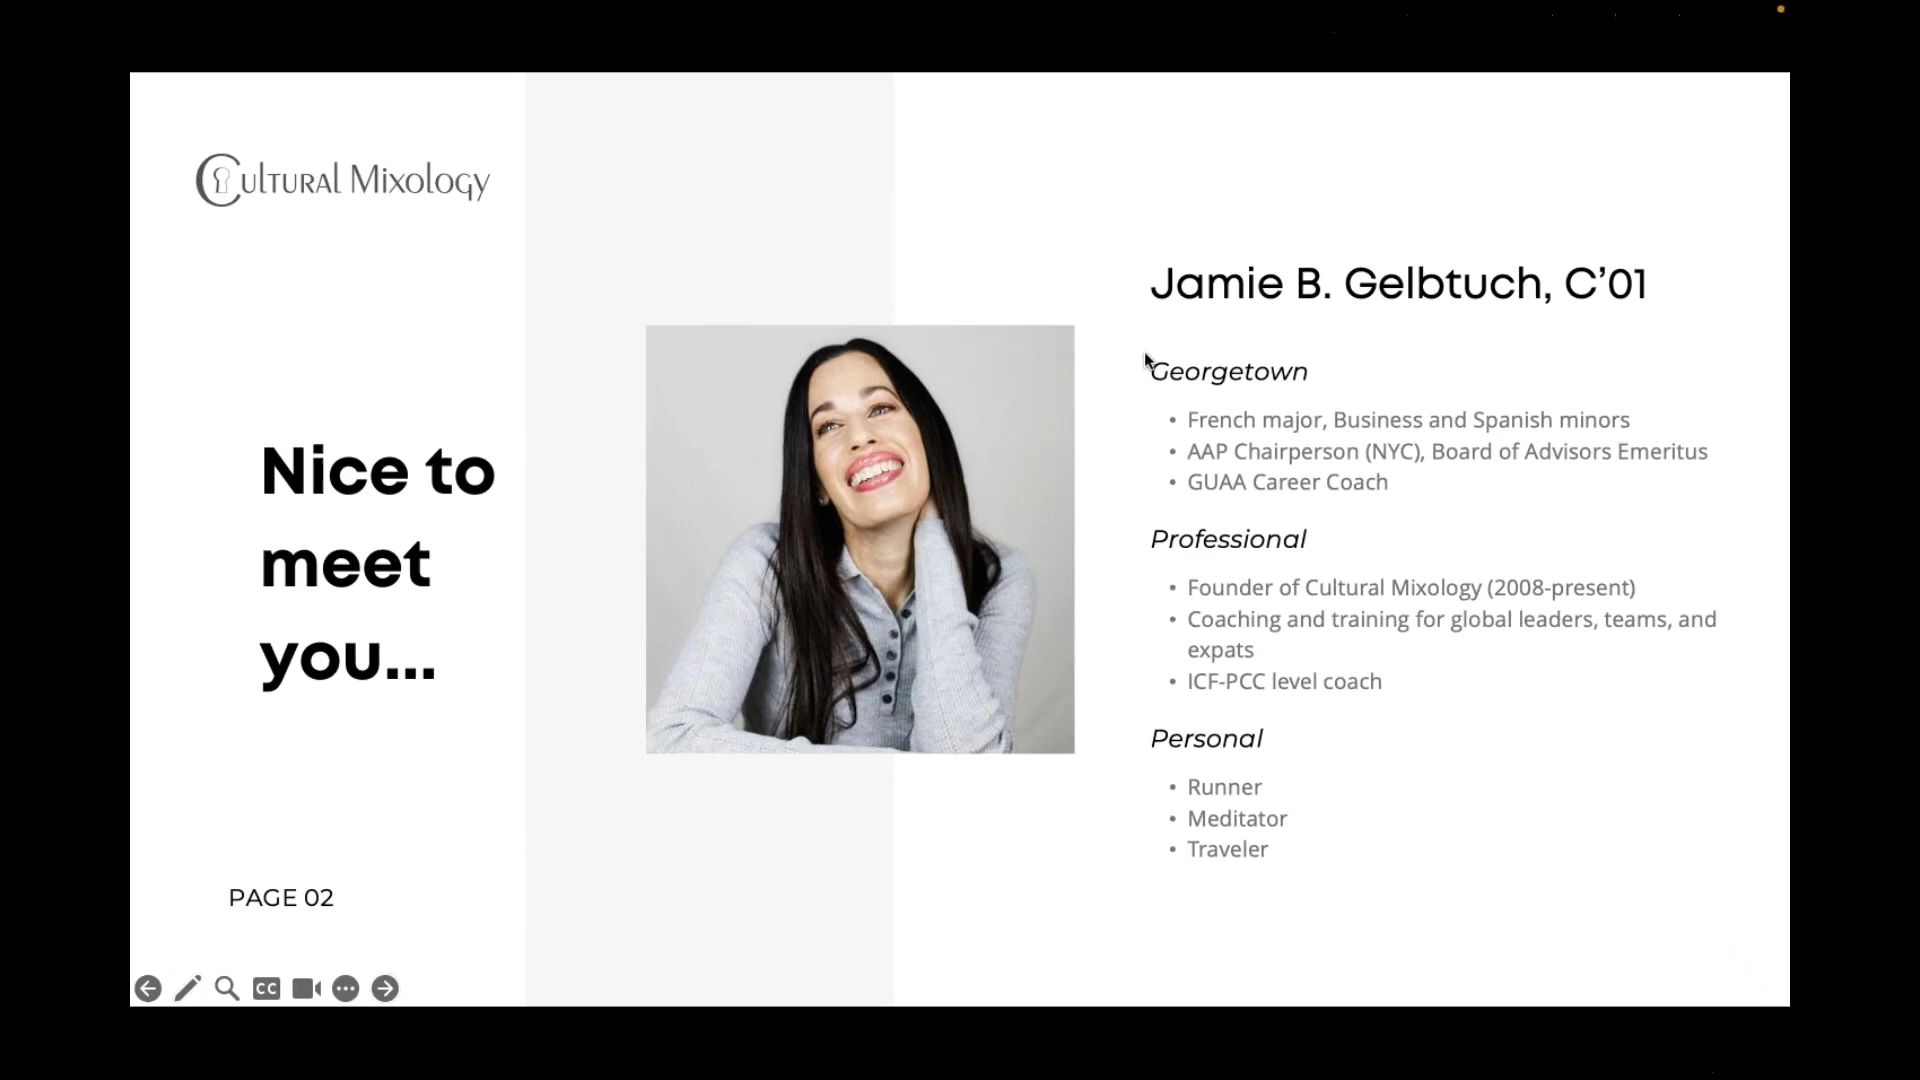 Cultural Mixology
Nice to
meet
you...
PAGE 02
Jamie B. Gelbtuch, C’01
Georgetown
• French major, Business and Spanish minors
• AAP Chairperson (NYC), Board of Advisors Emeritus
• GUAA Career Coach
Professional
• Founder of Cultural Mixology (2008-present)
• Coaching and training for global leaders, teams, and
expats
• ICF-PCC level coach
Personal
• Runner
• Meditator
• Traveler
CC